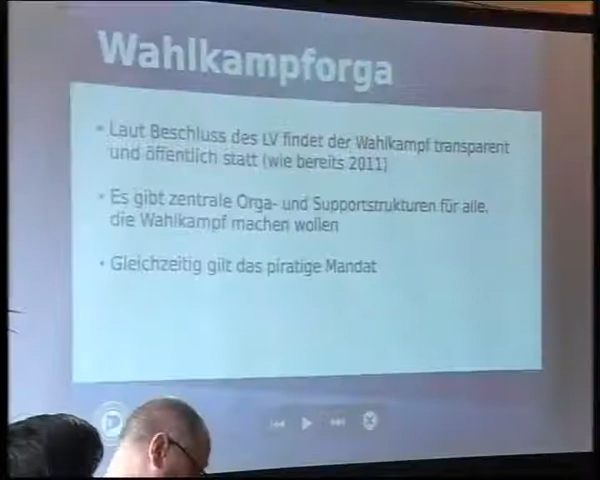 Wahlkampforga
• Laut Beschluss des LV findet der Wahlkampf transparent
und öffentlich statt (wie bereits 2011)
• Es gibt zentrale Orga- und Supportstrukturen für alle,
die Wahlkampf machen wollen
• Gleichzeitig gilt das piratige Mandat